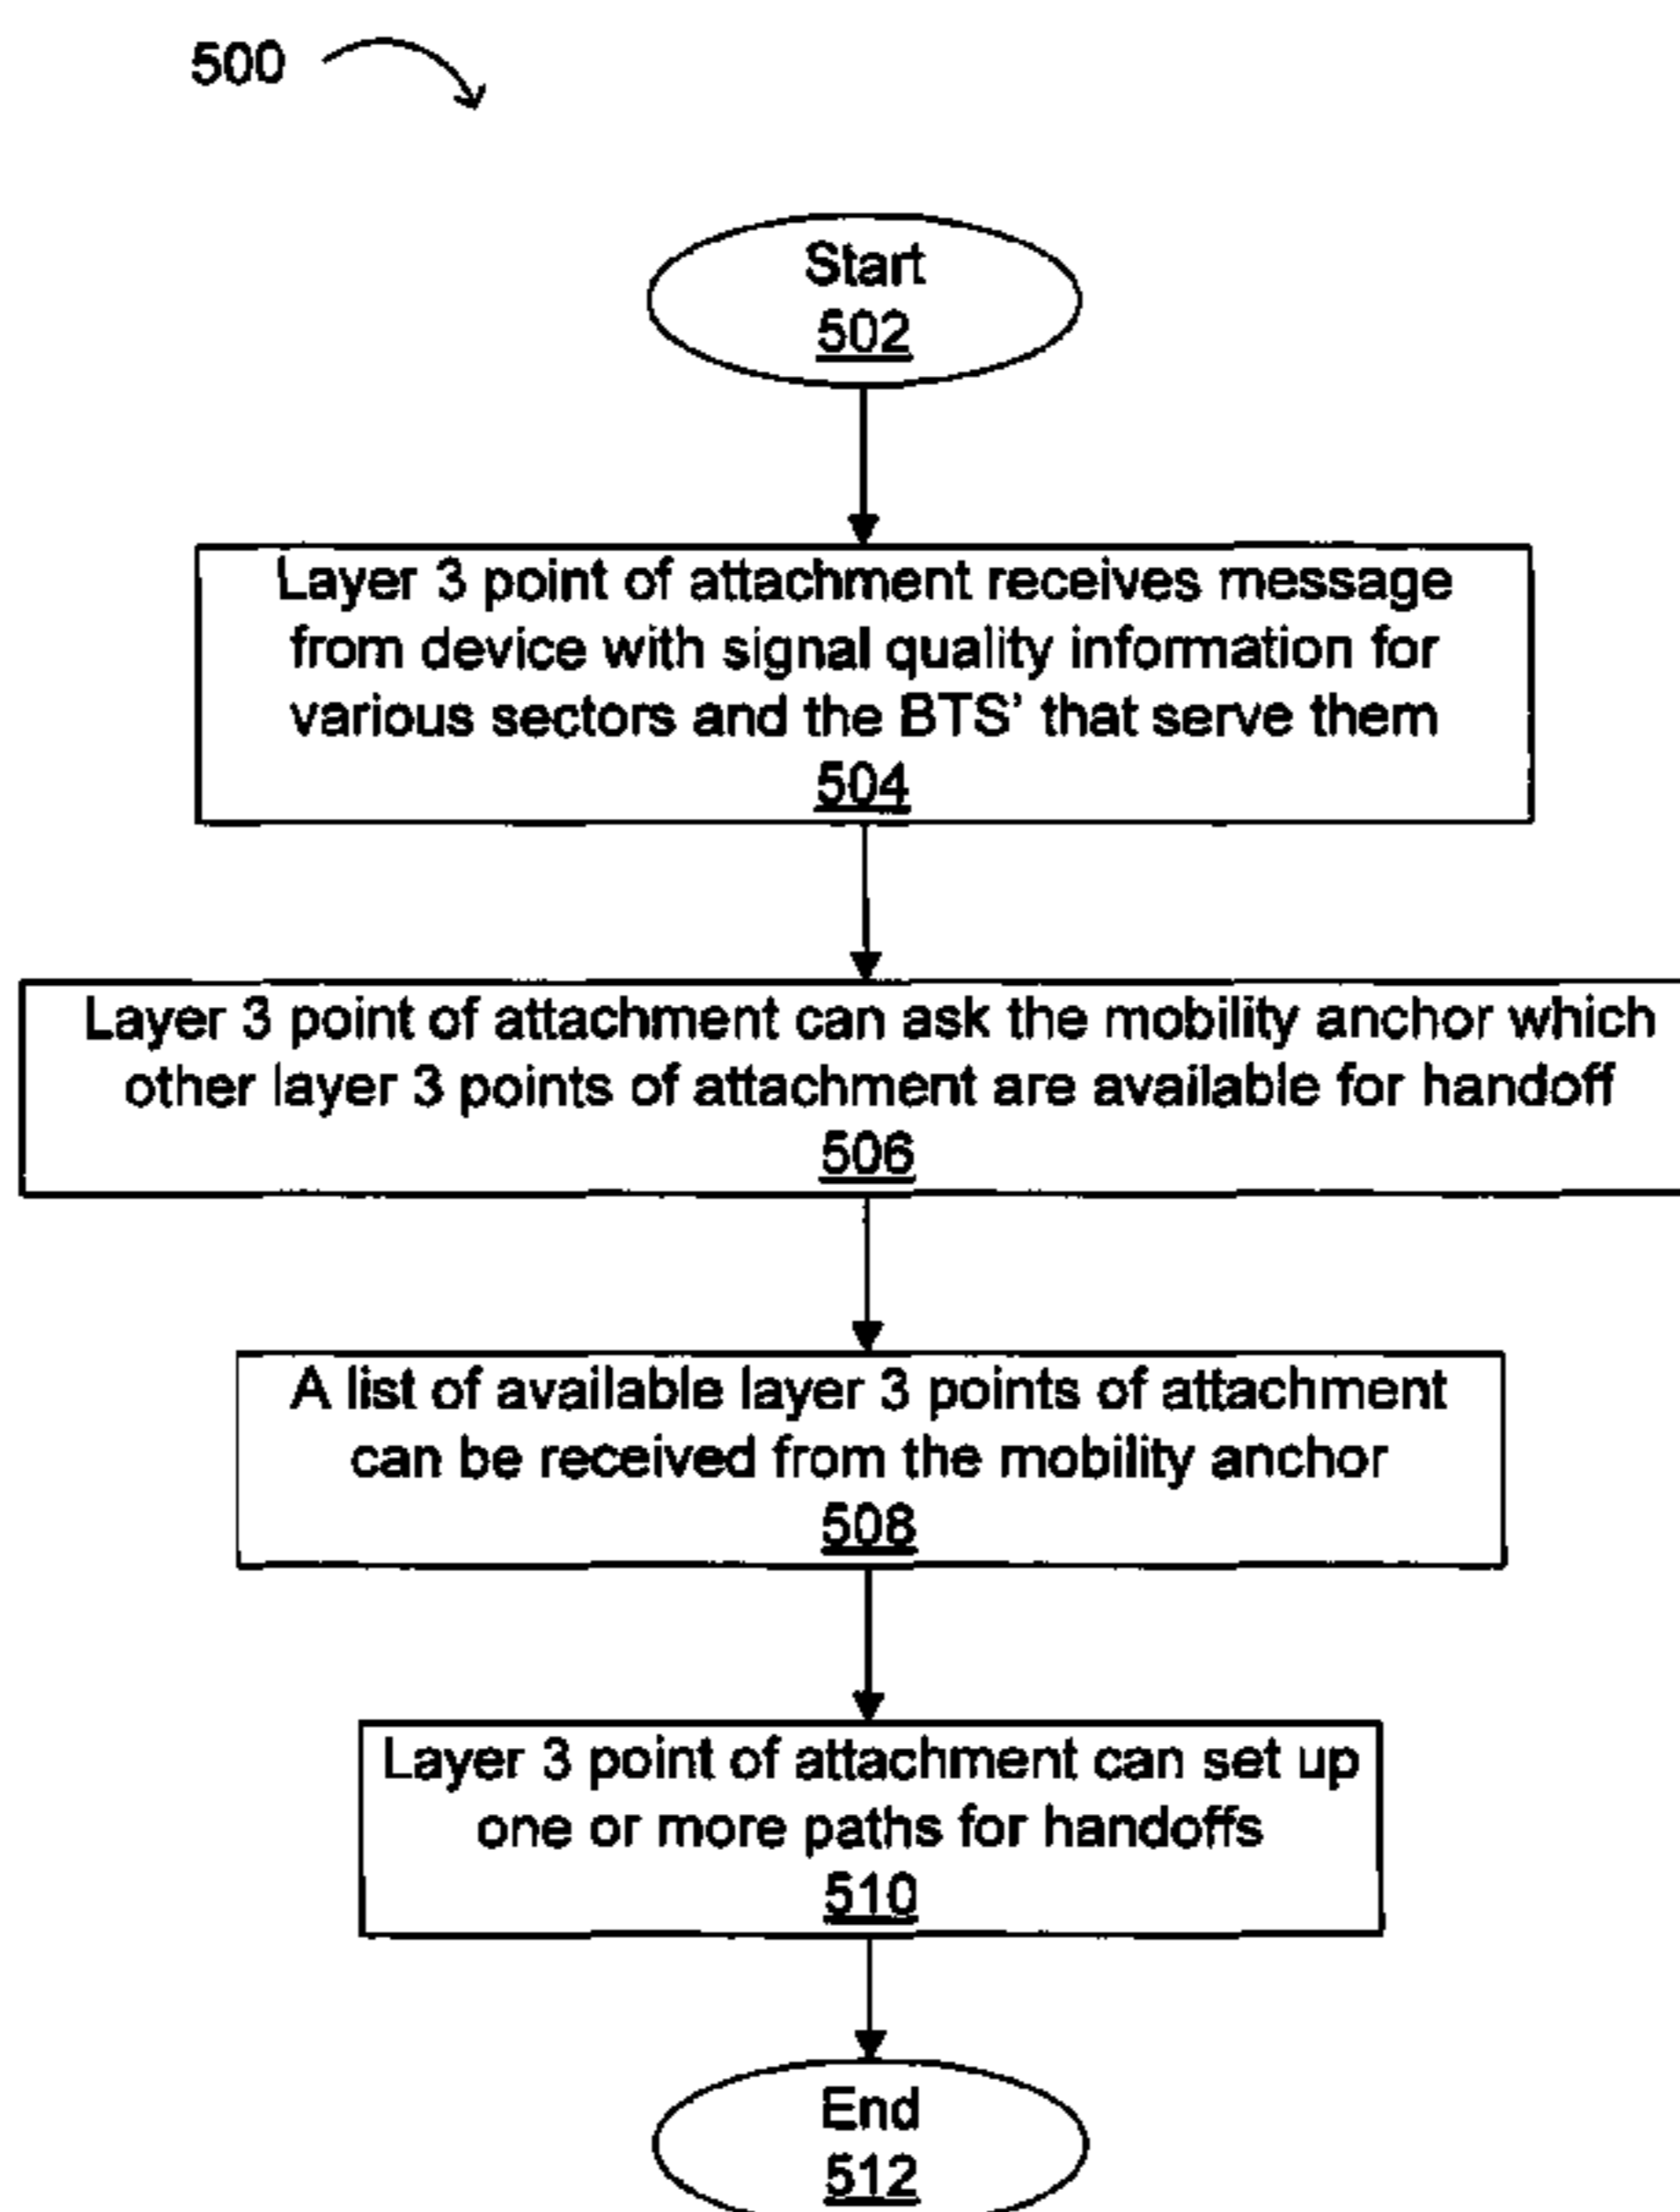 500
Start
502
Layer 3 point of attachment receives message
from device with signal quality information for
various sectors and the BTS’ that serve them
504
Layer 3 point of attachment can ask the mobility anchor which
other layer 3 points of attachment are available for handoff
506
A list of available layer 3 points of attachment
can be received from the mobility anchor
508
Layer 3 point of attachment can set up
one or more paths for handoffs
510
End
512